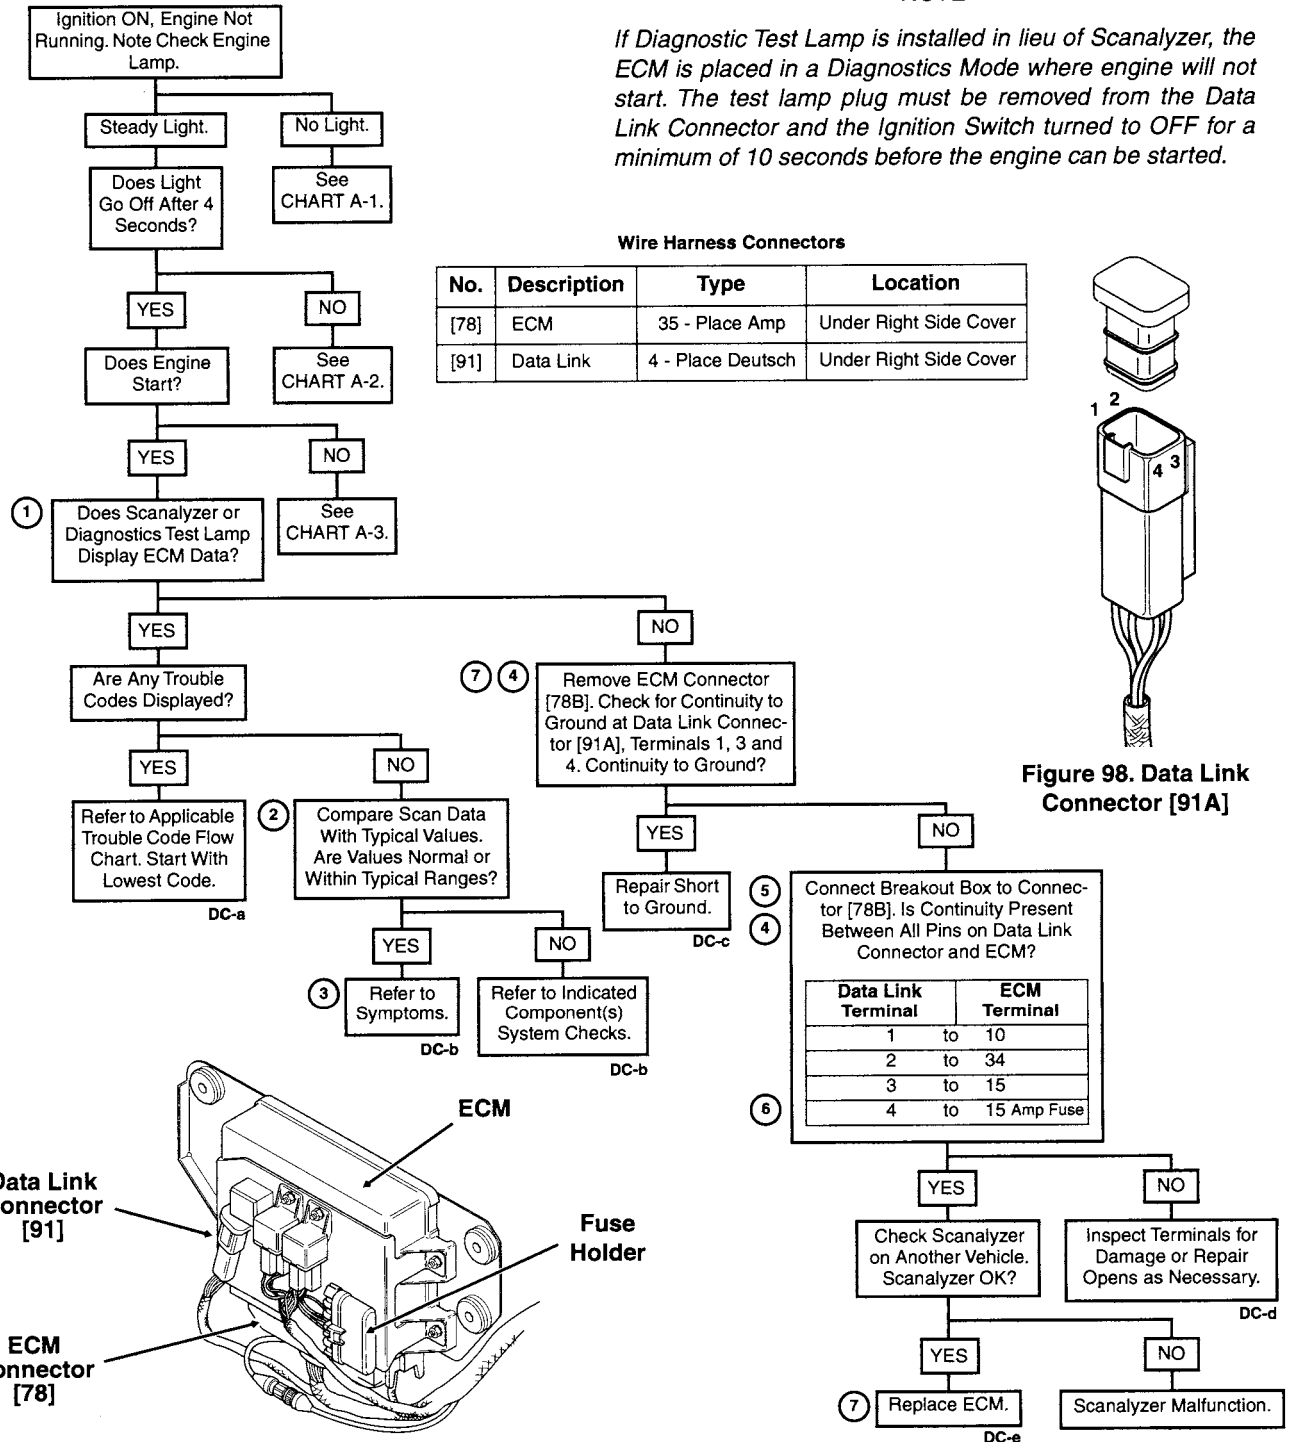 Ignition ON, Engine Not
Running. Note Check Engine
Lamp.
If Diagnostic Test Lamp is installed in lieu of Scanalyzer, the
ECM is placed in a Diagnostics Mode where engine will not
start. The test lamp plug must be removed from the Data
Link Connector and the Ignition Switch turned to OFF for a
minimum of 10 seconds before the engine can be started.
Steady Light.
No Light.
Does Light
Go Off After 4
Seconds?
See
CHART A-1.
YES
NO
Does Engine
Start?
See
CHART A-2.
YES
NO
1
Does Scanalyzer or
Diagnostics Test Lamp
Display ECM Data?
See
CHART A-3.
Wire Harness Connectors
No. Description Type Location
[78] ECM 35 - Place Amp Under Right Side Cover
[91] Data Link 4 - Place Deutsch Under Right Side Cover
1 2
4 3
Figure 98. Data Link
Connector [91A]
YES
NO
Are Any Trouble
Codes Displayed?
7 4
Remove ECM Connector
[78B]. Check for Continuity to
Ground at Data Link Connec-
tor [91A], Terminals 1, 3 and
4. Continuity to Ground?
YES
NO
Refer to Applicable
Trouble Code Flow
Chart. Start With
Lowest Code.
DC-a
2
Compare Scan Data
With Typical Values.
Are Values Normal or
Within Typical Ranges?
YES
NO
Repair Short
to Ground.
DC-c
YES
NO
3
Refer to
Symptoms.
DC-b
Refer to Indicated
Component(s)
System Checks.
DC-b
5
4
Connect Breakout Box to Connec-
tor [78B]. Is Continuity Present
Between All Pins on Data Link
Connector and ECM?
Data Link Terminal ECM Terminal
1 to 10
2 to 34
3 to 15
6
4 to 15 Amp Fuse
YES
NO
Check Scanalyzer
on Another Vehicle.
Scanalyzer OK?
Inspect Terminals for
Damage or Repair
Opens as Necessary.
DC-d
YES
NO
7
Replace ECM.
DC-e
Scanalyzer Malfunction.
ECM
Data Link
onnector
[91]
Fuse
Holder
ECM
onnector
[78]